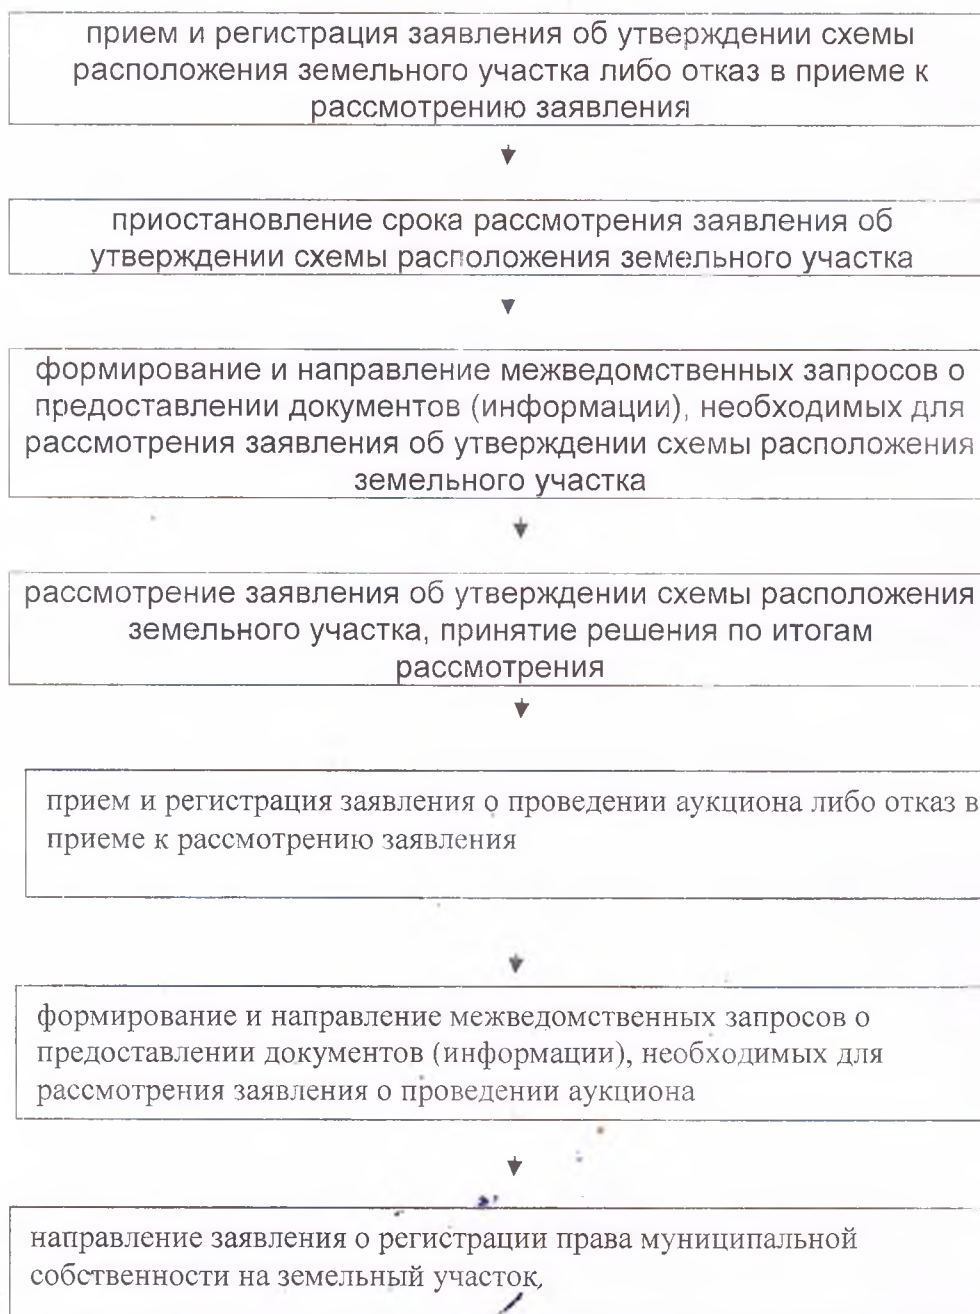 прием и регистрация заявления об утверждении схемы
расположения земельного участка либо отказ в приеме к
рассмотрению заявления
приостановление срока рассмотрения заявления об
утверждении схемы расположения земельного участка
формирование и направление межведомственных запросов о
предоставлении документов (информации), необходимых для
рассмотрения заявления об утверждении схемы расположения
земельного участка
рассмотрение заявления об утверждении схемы расположения
земельного участка, принятие решения по итогам
рассмотрения
прием и регистрация заявления о проведении аукциона либо отказ в
приеме к рассмотрению заявления
формирование и направление межведомственных запросов о
предоставлении документов (информации), необходимых для
рассмотрения заявления о проведении аукциона
направление заявления о регистрации права муниципальной
собственности на земельный участок,